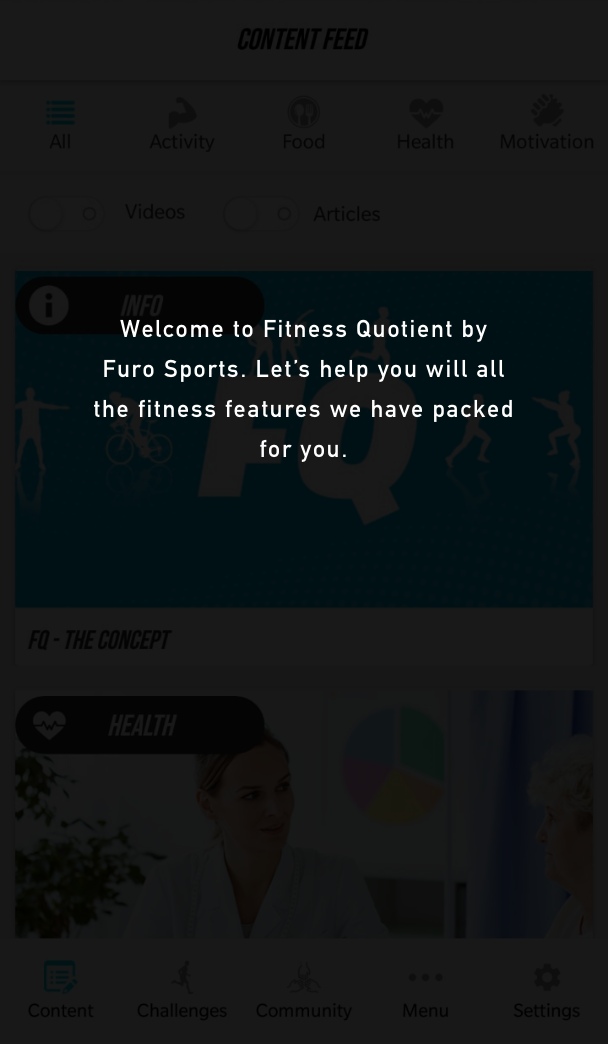 CONTENT FEED
All
Activity
Food
Health
Motivation
Videos
Articles
INFO
Welcome to Fitness Quotient by
Furo Sports. Let's help you will all
the fitness features we have packed
for you.
FQ
FQ - THE CONCEPT
HEALTH
Content
Challenges
Community
Menu
Settings